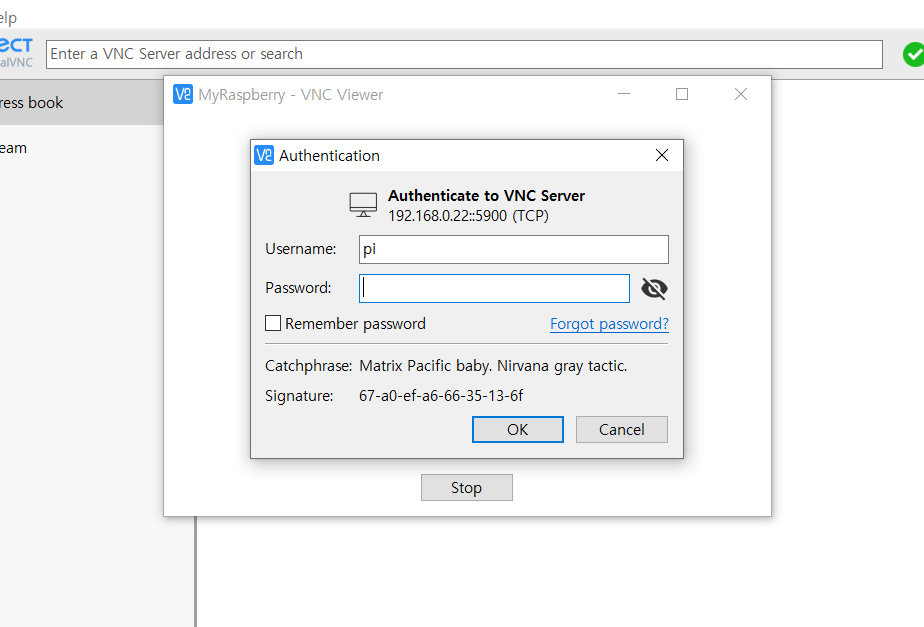 elp
ECT
alVNC
Enter a VNC Server address or search
ress book
eam
V2 MyRaspberry - VNC Viewer
V2 Authentication
Authenticate to VNC Server
192.168.0.22::5900 (TCP)
Username: pi
Password:
Remember password Forgot password?
Catchphrase: Matrix Pacific baby. Nirvana gray tactic.
Signature: 67-a0-ef-a6-66-35-13-6f
OK Cancel
Stop